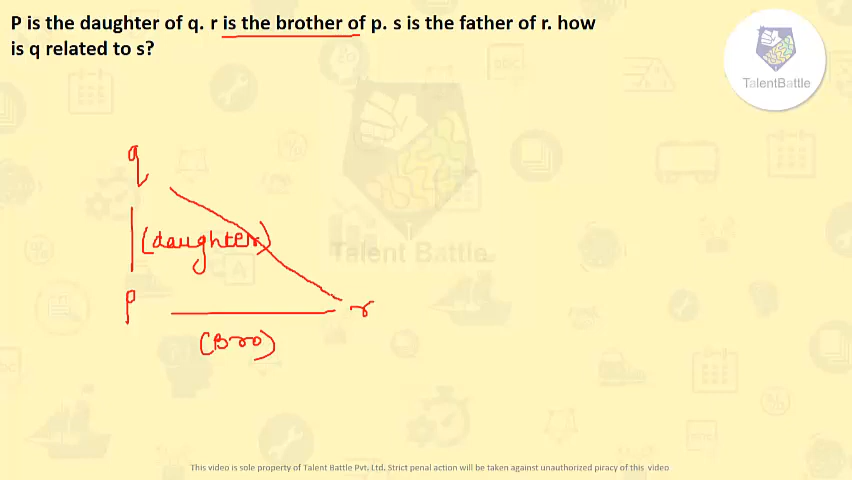 P is the daughter of q. r is the brother of p. s is the father of r. how
is q related to s?
TalentBattle
q
(daughter)
Talent Battle
P
r
(Bro)
This video is sole property of Talent Battle Pvt. Ltd. Strict penal action will be taken against unauthorized piracy of this video